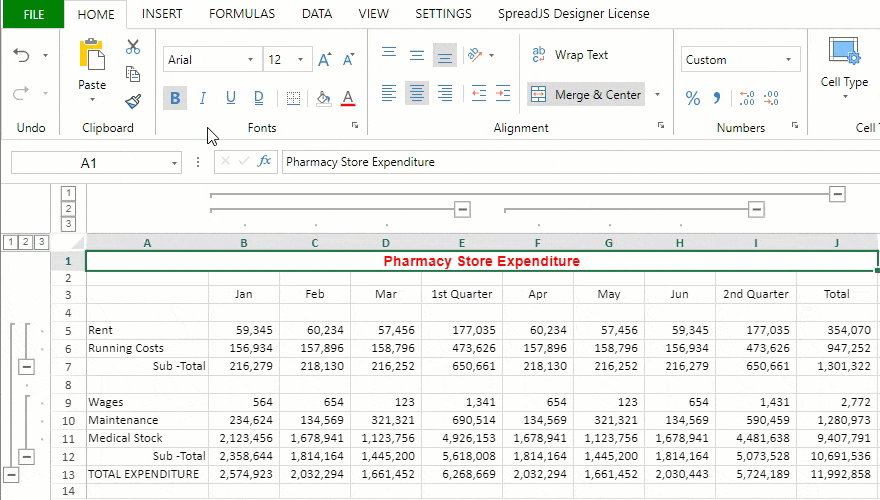 FILE HOME INSERT FORMULAS DATA VIEW SETTINGS SpreadJS Designer License
Arial 12 A A Wrap Text Custom
Paste B I U D A Merge & Center % Cell Type
Undo Clipboard Fonts Alignment Numbers Cell T
A1 fx Pharmacy Store Expenditure
1
2
3
1 2 3 A B C D E F G H I J
1 Pharmacy Store Expenditure
2
3 Jan Feb Mar 1st Quarter Apr May Jun 2nd Quarter Total
4
5 Rent 59,345 60,234 57,456 177,035 60,234 57,456 59,345 177,035 354,070
6 Running Costs 156,934 157,896 158,796 473,626 157,896 158,796 156,934 473,626 947,252
7 Sub -Total 216,279 218,130 216,252 650,661 218,130 216,252 216,279 650,661 1,301,322
8
9 Wages 564 654 123 1,341 654 123 654 1,431 2,772
10 Maintenance 234,624 134,569 321,321 690,514 134,569 321,321 134,569 590,459 1,280,973
11 Medical Stock 2,123,456 1,678,941 1,123,756 4,926,153 1,678,941 1,123,756 1,678,941 4,481,638 9,407,791
12 Sub -Total 2,358,644 1,814,164 1,445,200 5,618,008 1,814,164 1,445,200 1,814,164 5,073,528 10,691,536
13 TOTAL EXPENDITURE 2,574,923 2,032,294 1,661,452 6,268,669 2,032,294 1,661,452 2,030,443 5,724,189 11,992,858
14